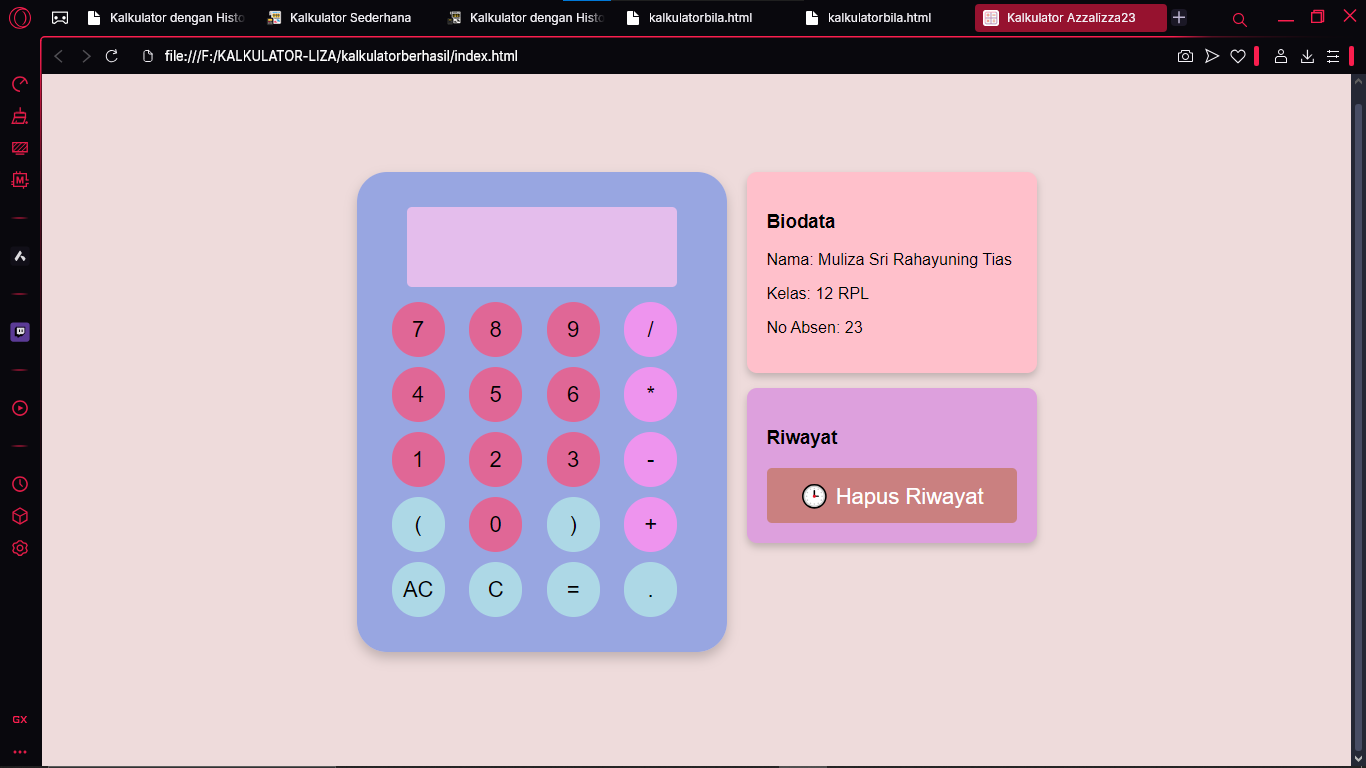 Kalkulator dengan Histo
Kalkulator Sederhana
Kalkulator dengan Histo
kalkulatorbila.html
kalkulatorbila.html
Kalkulator Azzalizza23
file:///F:/KALKULATOR-LIZA/kalkulatorberhasil/index.html
7 8 9 /
4 5 6 *
1 2 3 -
( 0 ) +
AC C = .
Biodata
Nama: Muliza Sri Rahayuning Tias
Kelas: 12 RPL
No Absen: 23
Riwayat
Hapus Riwayat
M
GX